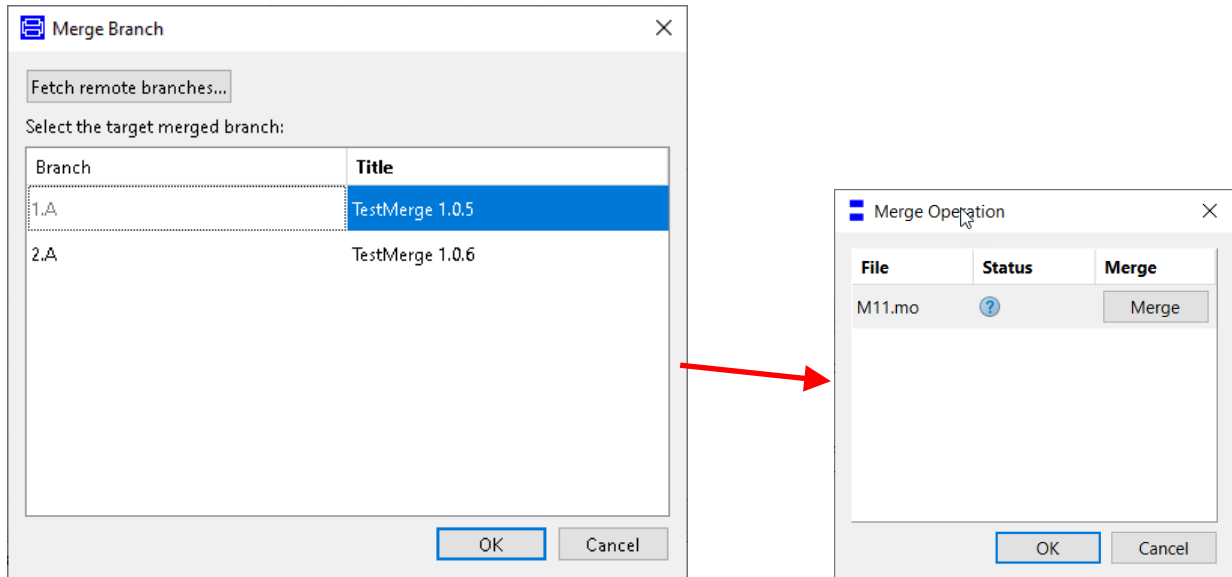 Merge Branch
Fetch remote branches...
Select the target merged branch:
Branch Title
1.A TestMerge 1.0.5
2.A TestMerge 1.0.6
OK Cancel
Merge Operation
File Status Merge
M11.mo ? Merge
OK Cancel